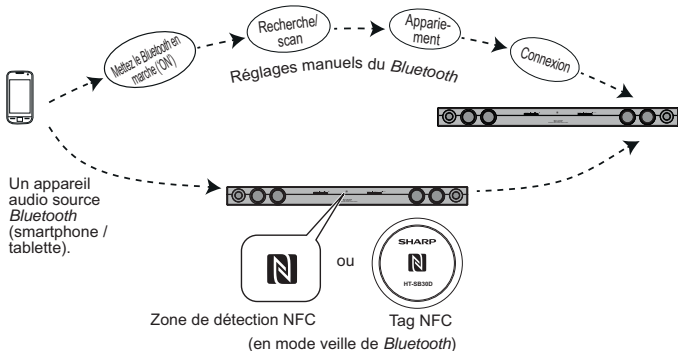 Mettez le Bluetooth en
marche ('ON')
Recherche/
scan
Apparie-
ment
Connexion
Réglages manuels du Bluetooth
Un appareil
audio source
Bluetooth
(smartphone /
tablette).
ou
SHARP
HT-SB30D
Zone de détection NFC
Tag NFC
(en mode veille de Bluetooth)